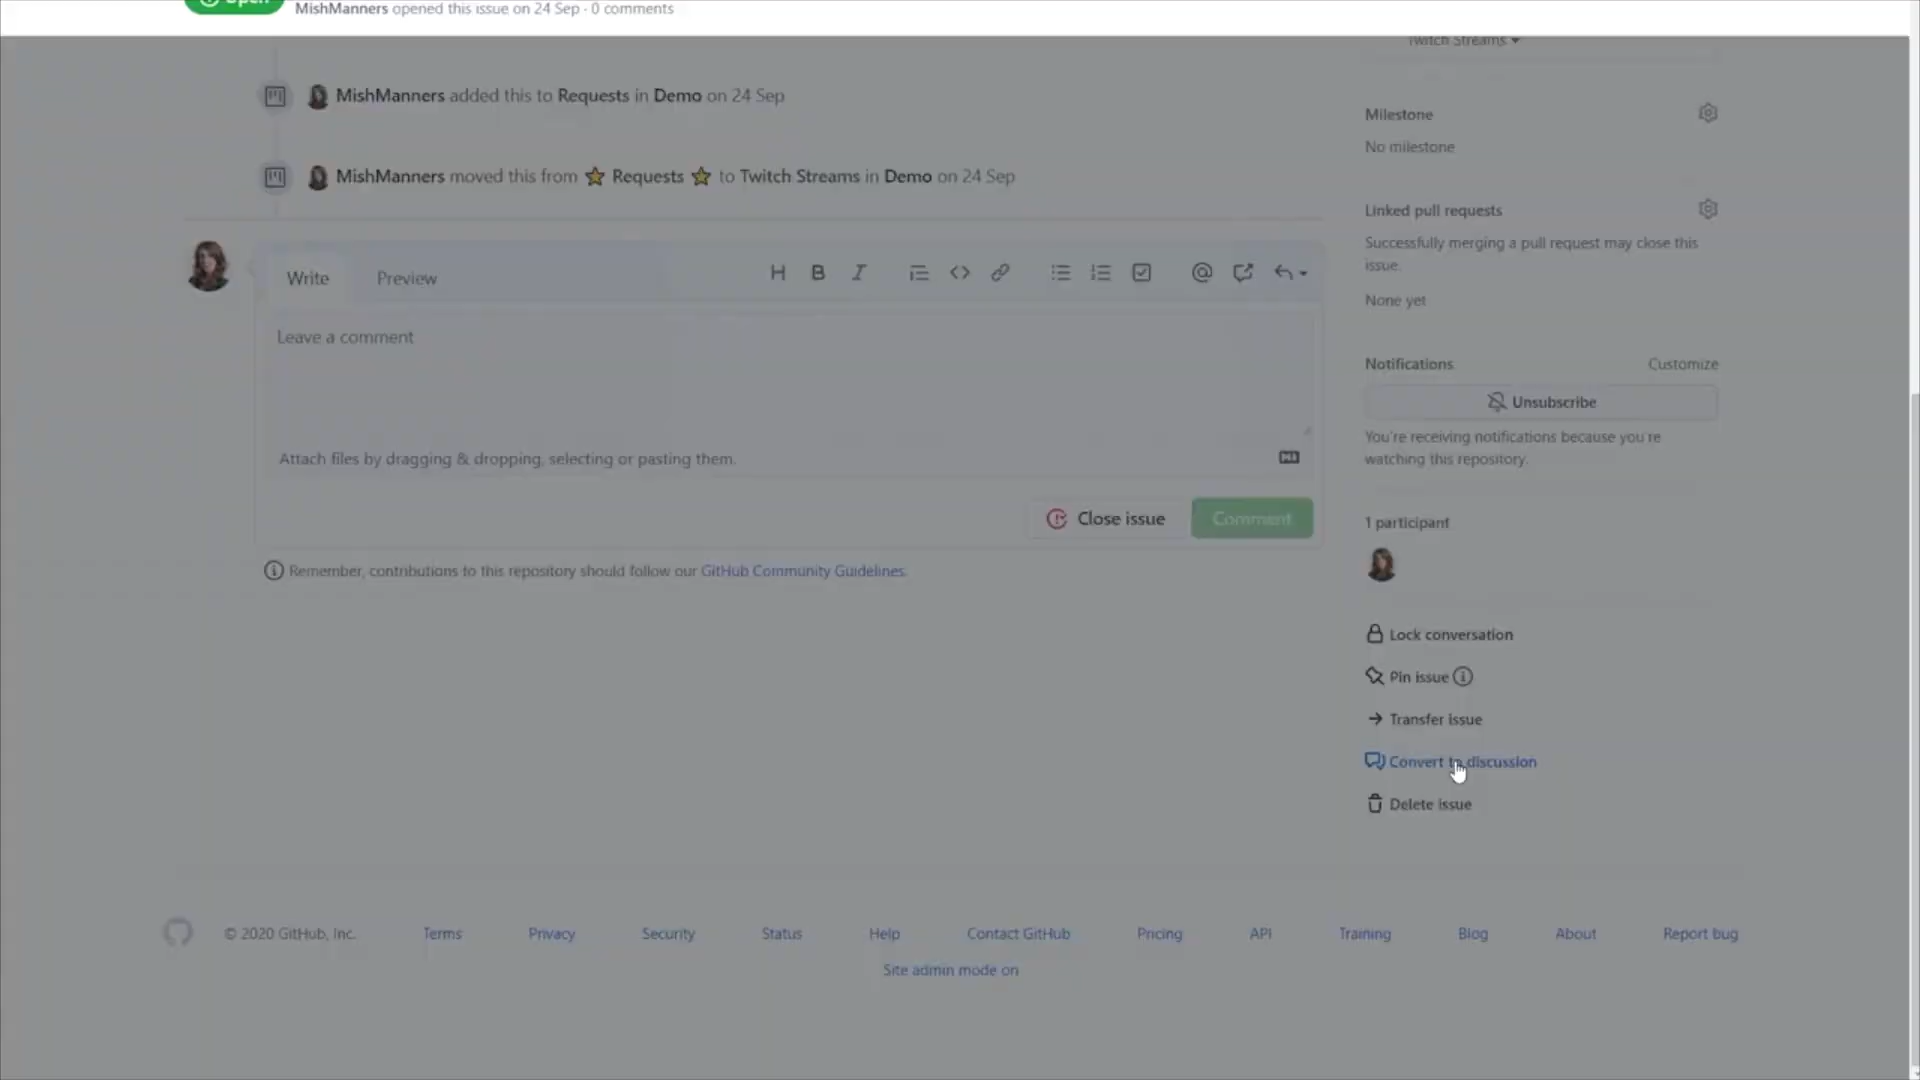 Open
MishManners opened this issue on 24 Sep · 0 comments
Twitch Streams
MishManners added this to Requests in Demo on 24 Sep
MishManners moved this from ⭐ Requests ⭐ to Twitch Streams in Demo on 24 Sep
Write Preview
Leave a comment
Attach files by dragging & dropping, selecting or pasting them.
Close issue Comment
Remember, contributions to this repository should follow our GitHub Community Guidelines.
Milestone
No milestone
Linked pull requests
Successfully merging a pull request may close this
issue.
None yet
Notifications Customize
Unsubscribe
You're receiving notifications because you're
watching this repository.
1 participant
Lock conversation
Pin issue
Transfer issue
Convert to discussion
Delete issue
© 2020 GitHub, Inc. Terms Privacy Security Status Help Contact GitHub Pricing API Training Blog About Report bug
Site admin mode on